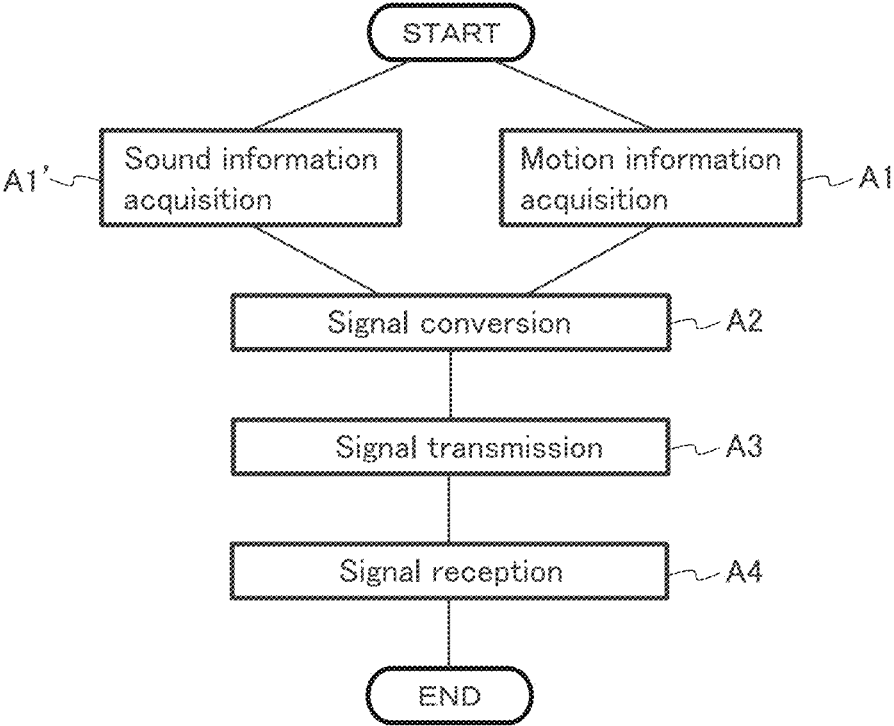 START
A1’
Sound information
acquisition
Motion information
acquisition
A1
Signal conversion
A2
Signal transmission
A3
Signal reception
A4
END